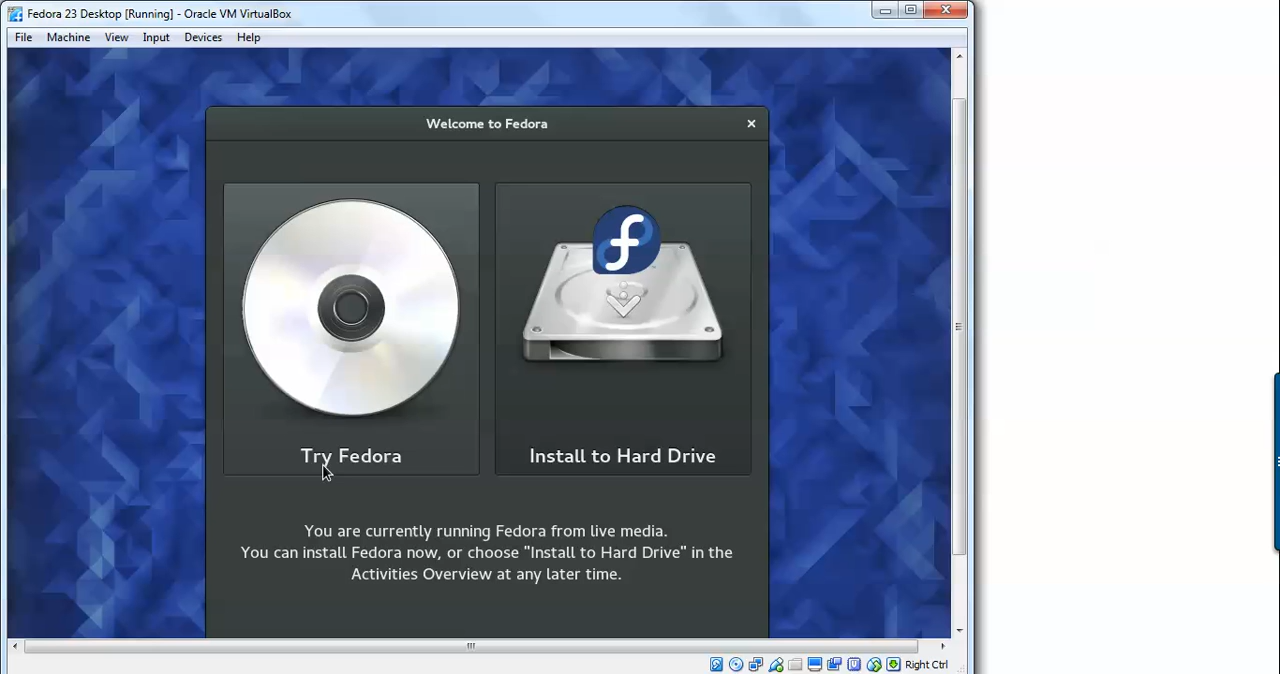 Fedora 23 Desktop [Running] - Oracle VM VirtualBox
File Machine View Input Devices Help
Welcome to Fedora
Try Fedora
Install to Hard Drive
You are currently running Fedora from live media.
You can install Fedora now, or choose "Install to Hard Drive" in the
Activities Overview at any later time.
Right Ctrl